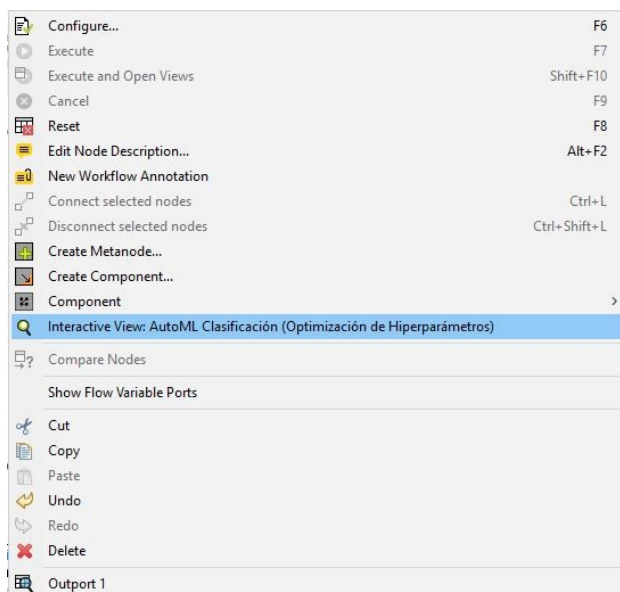 Configure... F6
Execute F7
Execute and Open Views Shift+F10
Cancel F9
Reset F8
Edit Node Description... Alt+F2
New Workflow Annotation
Connect selected nodes Ctrl+L
Disconnect selected nodes Ctrl+Shift+L
Create Metanode...
Create Component...
Component
Interactive View: AutoML Clasificación (Optimización de Hiperparámetros)
Compare Nodes
Show Flow Variable Ports
Cut
Copy
Paste
Undo
Redo
Delete
Outport 1